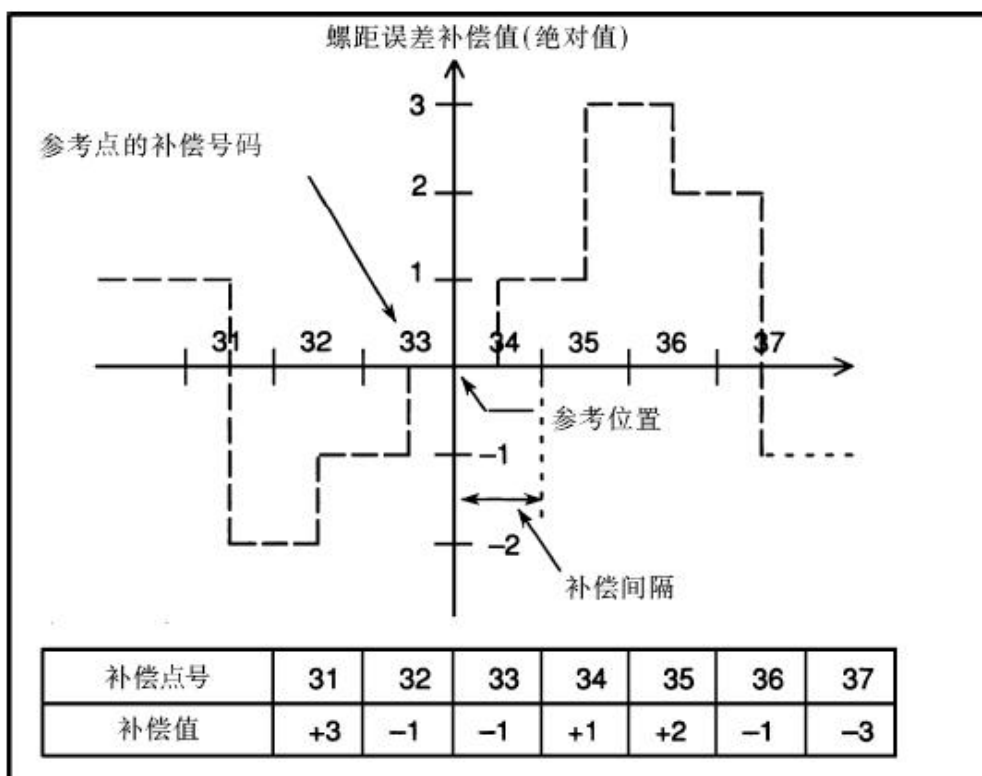 螺距误差补偿值(绝对值)
3
参考点的补偿号码
2
1
31 32 33 34 35 36 37
参考位置
-1
-2
补偿间隔
补偿点号 31 32 33 34 35 36 37
补偿值 +3 -1 -1 +1 +2 -1 -3